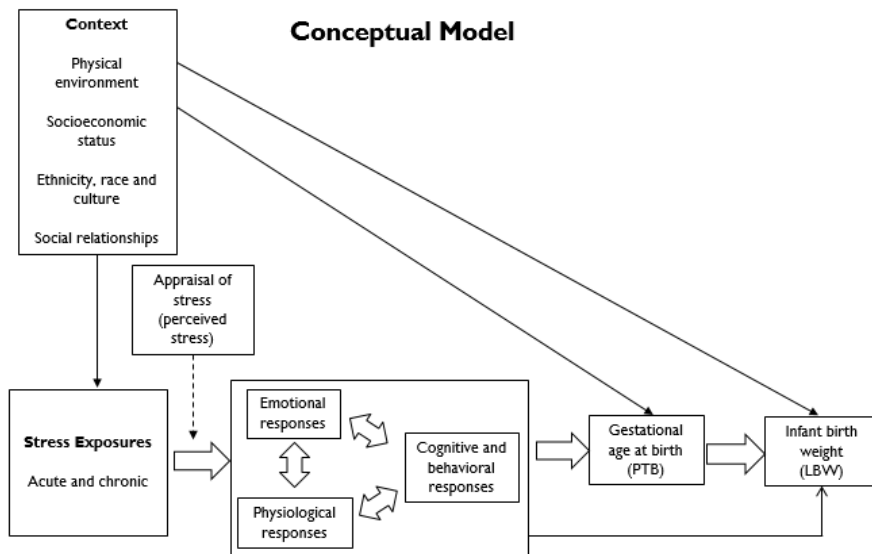 Conceptual Model
Context
Physical
environment
Socioeconomic
status
Ethnicity, race and
culture
Social relationships
Appraisal of
stress
(perceived
stress)
Stress Exposures
Acute and chronic
Emotional
responses
Cognitive and
behavioral
responses
Physiological
responses
Gestational
age at birth
(PTB)
Infant birth
weight
(LBW)